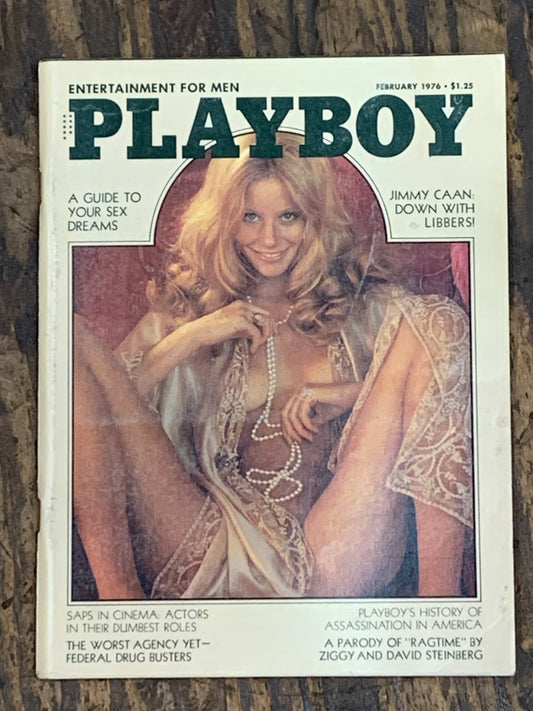 ENTERTAINMENT FOR MEN
FEBRUARY 1976 • $1.25
PLAYBOY
A GUIDE TO
YOUR SEX
DREAMS
JIMMY CAAN:
DOWN WITH
LIBBERS!
SAPS IN CINEMA: ACTORS
IN THEIR DUMBEST ROLES
THE WORST AGENCY YET—
FEDERAL DRUG BUSTERS
PLAYBOY'S HISTORY OF
ASSASSINATION IN AMERICA
A PARODY OF "RAGTIME" BY
ZIGGY AND DAVID STEINBERG